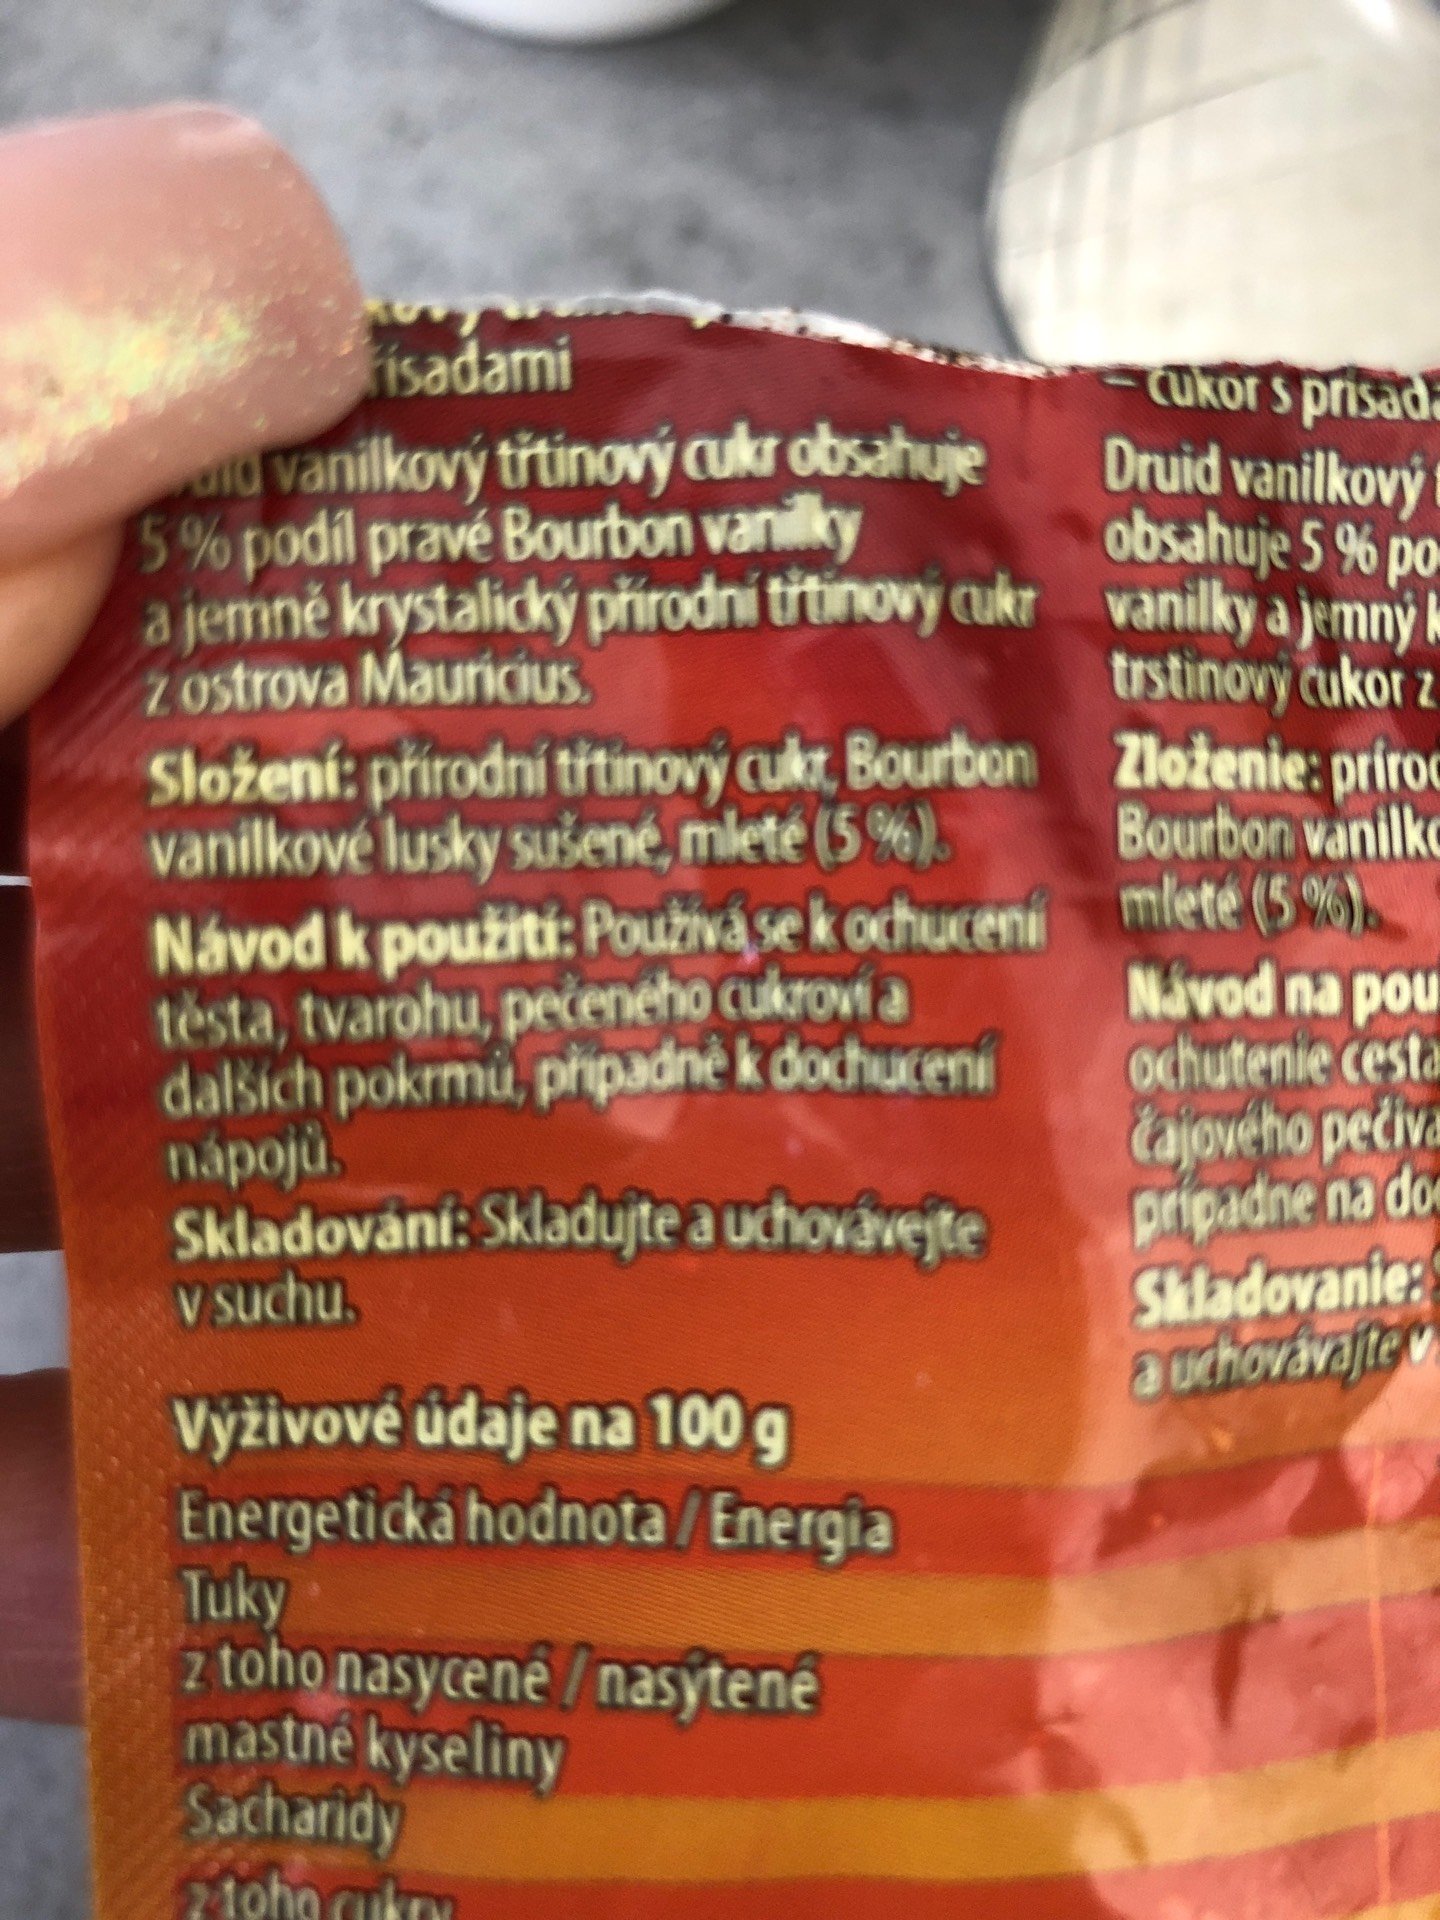 řísadami
vanilkový třtinový cukr obsahuje
5 % podíl pravé Bourbon vanilky
a jemně krystalický přírodní třtinový cukr
z ostrova Mauricius.
Složení: přírodní třtinový cukr, Bourbon
vanilkové lusky sušené, mleté (5 %).
Návod k použití: Používá se k ochucení
těsta, tvarohu, pečeného cukroví a
dalších pokrmů, případně k dochucení
nápojů.
Skladování: Skladujte a uchovávejte
v suchu.
Výživové údaje na 100 g
Energetická hodnota / Energia
Tuky
z toho nasycené / nasýtené
mastné kyseliny
Sacharidy
z toho cukry
– cukor s prísada
Druid vanilkový
obsahuje 5 % po
vanilky a jemný k
trstinový cukor z
Zloženie: príroc
Bourbon vanilko
mleté (5 %).
Návod na pou
ochutenie cesta
čajového pečiva
prípadne na do
Skladovanie:
a uchovávajte v